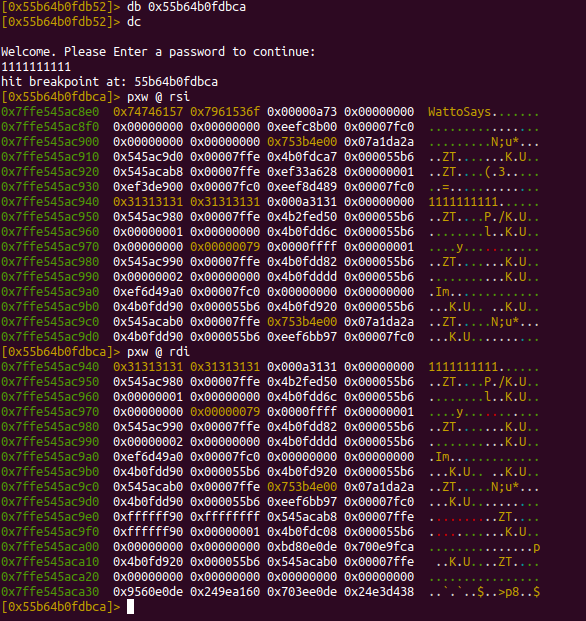 [0x55b64b0fdb52]> db 0x55b64b0fdbca
[0x55b64b0fdb52]> dc
Welcome. Please Enter a password to continue:
1111111111
hit breakpoint at: 55b64b0fdbca
[0x55b64b0fdbca]> pxw @ rsi
0x7ffe545ac8e0 0x74746157 0x7961536f 0x00000a73 0x00000000 WattoSays.......
0x7ffe545ac8f0 0x00000000 0x00000000 0xeefc8b00 0x00007fc0 ......... ......
0x7ffe545ac900 0x00000000 0x00000000 0x753b4e00 0x07a1da2a .........N;u*...
0x7ffe545ac910 0x545ac9d0 0x00007ffe 0x4b0fdca7 0x000055b6 ..ZT.......K.U..
0x7ffe545ac920 0x545acab8 0x00007ffe 0xef33a628 0x00000001 ..ZT....(.3.....
0x7ffe545ac930 0xef3de900 0x00007fc0 0xeef8d489 0x00007fc0 ..=.............
0x7ffe545ac940 0x31313131 0x31313131 0x000a3131 0x00000000 1111111111......
0x7ffe545ac950 0x545ac980 0x00007ffe 0x4b2fed50 0x000055b6 ..ZT....P./K.U..
0x7ffe545ac960 0x00000001 0x00000000 0x4b0fdd6c 0x000055b6 ........l..K.U..
0x7ffe545ac970 0x00000000 0x00000079 0x0000ffff 0x00000001 ....y...........
0x7ffe545ac980 0x545ac990 0x00007ffe 0x4b0fdd82 0x000055b6 ..ZT.......K.U..
0x7ffe545ac990 0x00000002 0x00000000 0x4b0fdddd 0x000055b6 ...........K.U..
0x7ffe545ac9a0 0xef6d49a0 0x00007fc0 0x00000000 0x00000000 .Im.............
0x7ffe545ac9b0 0x4b0fdd90 0x000055b6 0x4b0fd920 0x000055b6 ...K.U.. ..K.U..
0x7ffe545ac9c0 0x545acab0 0x00007ffe 0x753b4e00 0x07a1da2a ..ZT.....N;u*...
0x7ffe545ac9d0 0x4b0fdd90 0x000055b6 0xeef6bb97 0x00007fc0 ...K.U..........
[0x55b64b0fdbca]> pxw @ rdi
0x7ffe545ac940 0x31313131 0x31313131 0x000a3131 0x00000000 1111111111......
0x7ffe545ac950 0x545ac980 0x00007ffe 0x4b2fed50 0x000055b6 ..ZT....P./K.U..
0x7ffe545ac960 0x00000001 0x00000000 0x4b0fdd6c 0x000055b6 ........l..K.U..
0x7ffe545ac970 0x00000000 0x00000079 0x0000ffff 0x00000001 ....y...........
0x7ffe545ac980 0x545ac990 0x00007ffe 0x4b0fdd82 0x000055b6 ..ZT.......K.U..
0x7ffe545ac990 0x00000002 0x00000000 0x4b0fdddd 0x000055b6 ...........K.U..
0x7ffe545ac9a0 0xef6d49a0 0x00007fc0 0x00000000 0x00000000 .Im.............
0x7ffe545ac9b0 0x4b0fdd90 0x000055b6 0x4b0fd920 0x000055b6 ...K.U.. ..K.U..
0x7ffe545ac9c0 0x545acab0 0x00007ffe 0x753b4e00 0x07a1da2a ..ZT.....N;u*...
0x7ffe545ac9d0 0x4b0fdd90 0x000055b6 0xeef6bb97 0x00007fc0 ...K.U..........
0x7ffe545ac9e0 0xffffff90 0xffffffff 0x545acab8 0x00007ffe ..........ZT....
0x7ffe545ac9f0 0xffffff90 0x00000001 0x4b0fdc08 0x000055b6 ...........K.U..
0x7ffe545aca00 0x00000000 0x00000000 0xbd80e0de 0x700e9fca ...............p
0x7ffe545aca10 0x4b0fd920 0x000055b6 0x545acab0 0x00007ffe  ..K.U....ZT....
0x7ffe545aca20 0x00000000 0x00000000 0x00000000 0x00000000 ................
0x7ffe545aca30 0x9560e0de 0x249ea160 0x703ee0de 0x24e3d438 ..`.`..$..>p8..$
[0x55b64b0fdbca]>